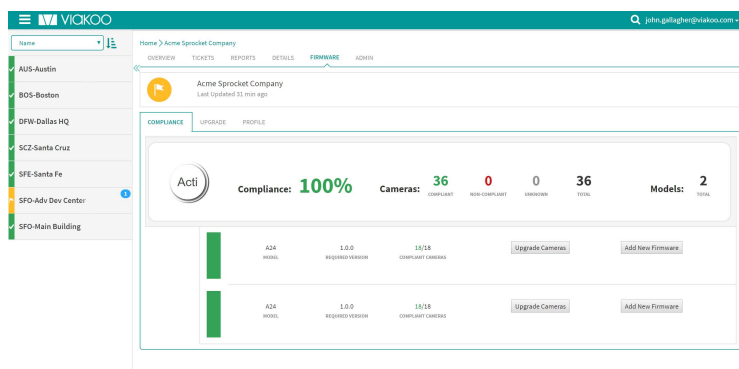 VIAKOO
john.gallagher@viakoo.com
Name
AUS-Austin
BOS-Boston
DFW-Dallas HQ
SCZ-Santa Cruz
SFE-Santa Fe
SFO-Adv Dev Center 1
SFO-Main Building
Home > Acme Sprocket Company
OVERVIEW TICKETS REPORTS DETAILS FIRMWARE ADMIN
Acme Sprocket Company
Last Updated 31 min ago
COMPLIANCE UPGRADE PROFILE
Acti
Compliance: 100%
Cameras: 36 0 0 36
COMPLIANT NON-COMPLIANT UNKNOWN TOTAL
Models: 2
TOTAL
A24 1.0.0 18/18 Upgrade Cameras Add New Firmware
MODEL REQUIRED VERSION COMPLIANT CAMERAS
A24 1.0.0 18/18 Upgrade Cameras Add New Firmware
MODEL REQUIRED VERSION COMPLIANT CAMERAS